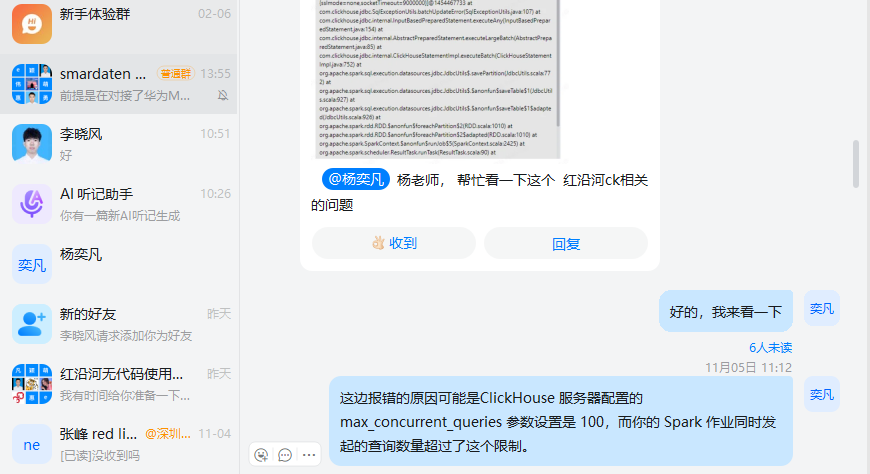 新手体验群 02-06
smardaten ... 普通群 13:55
前提是在对接了华为M...
李晓风 10:51
好
AI 听记助手 10:26
你有一篇新AI听记生成
奕凡 杨奕凡
新的好友 昨天
李晓风请求添加你为好友
红沿河无代码使用... 昨天
我有时间给你准备一下...
ne 张峰 red li... @深圳... 11-04
[已读]没收到吗
[sslmode=none,socketTimeout=9000000)]@1454467733 at
com.clickhouse.jdbc.SqlExceptionUtils.batchUpdateError(SqlExceptionUtils.java:107) at
com.clickhouse.jdbc.internal.InputBasedPreparedStatement.executeAny(InputBasedPrepar
edStatement.java:154) at
com.clickhouse.jdbc.internal.AbstractPreparedStatement.executeLargeBatch(AbstractPrepa
redStatement.java:85) at
com.clickhouse.jdbc.internal.ClickHouseStatementImpl.executeBatch(ClickHouseStatement
Impl.java:752) at
org.apache.spark.sql.execution.datasources.jdbc.JdbcUtils$.savePartition(JdbcUtils.scala:77
2) at
org.apache.spark.sql.execution.datasources.jdbc.JdbcUtils$.$anonfun$saveTable$1(JdbcUtil
s.scala:927) at
org.apache.spark.sql.execution.datasources.jdbc.JdbcUtils$.$anonfun$saveTable$1$adapte
d(JdbcUtils.scala:926) at
org.apache.spark.rdd.RDD.$anonfun$foreachPartition$2(RDD.scala:1010) at
org.apache.spark.rdd.RDD.$anonfun$foreachPartition$2$adapted(RDD.scala:1010) at
org.apache.spark.SparkContext.$anonfun$runJob$5(SparkContext.scala:2425) at
org.apache.spark.scheduler.ResultTask.runTask(ResultTask.scala:90) at
@杨奕凡 杨老师， 帮忙看一下这个 红沿河ck相关
的问题
收到 回复
好的，我来看一下 奕凡
6人未读
11月05日 11:12
这边报错的原因可能是ClickHouse 服务器配置的 奕凡
max_concurrent_queries 参数设置是 100，而你的 Spark 作业同时发
起的查询数量超过了这个限制。